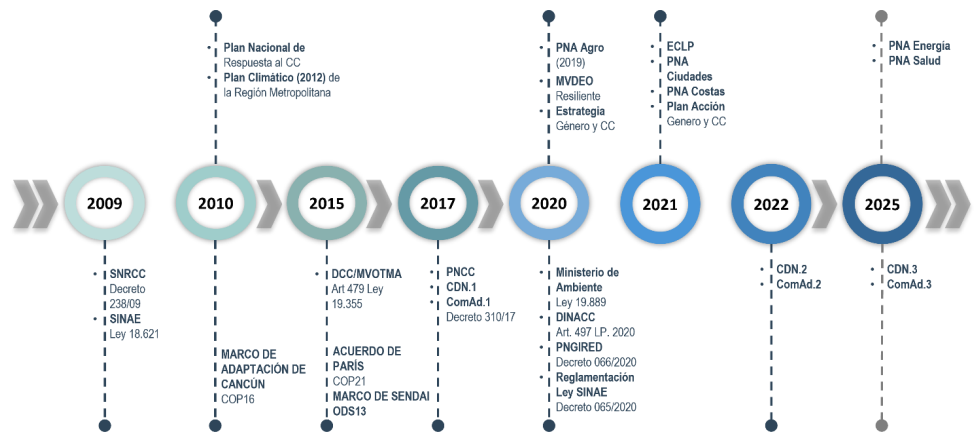 Plan Nacional de
Respuesta al CC
Plan Climático (2012) de
la Región Metropolitana
PNA Agro
(2019)
MVDEO
Resiliente
Estrategia
Género y CC
ECLP
PNA
Ciudades
PNA Costas
Plan Acción
Genero y CC
PNA Energía
PNA Salud
2009
2010
2015
2017
2020
2021
2022
2025
SNRCC
Decreto
238/09
SINAE
Ley 18.621
MARCO DE
ADAPTACIÓN DE
CANCÚN
COP16
DCC/MVOTMA
Art 479 Ley
19.355
ACUERDO DE
PARÍS
COP21
MARCO DE SENDAI
ODS13
PNCC
CDN.1
ComAd.1
Decreto 310/17
Ministerio de
Ambiente
Ley 19.889
DINACC
Art. 497 LP. 2020
PNGIRED
Decreto 066/2020
Reglamentación
Ley SINAE
Decreto 065/2020
CDN.2
ComAd.2
CDN.3
ComAd.3